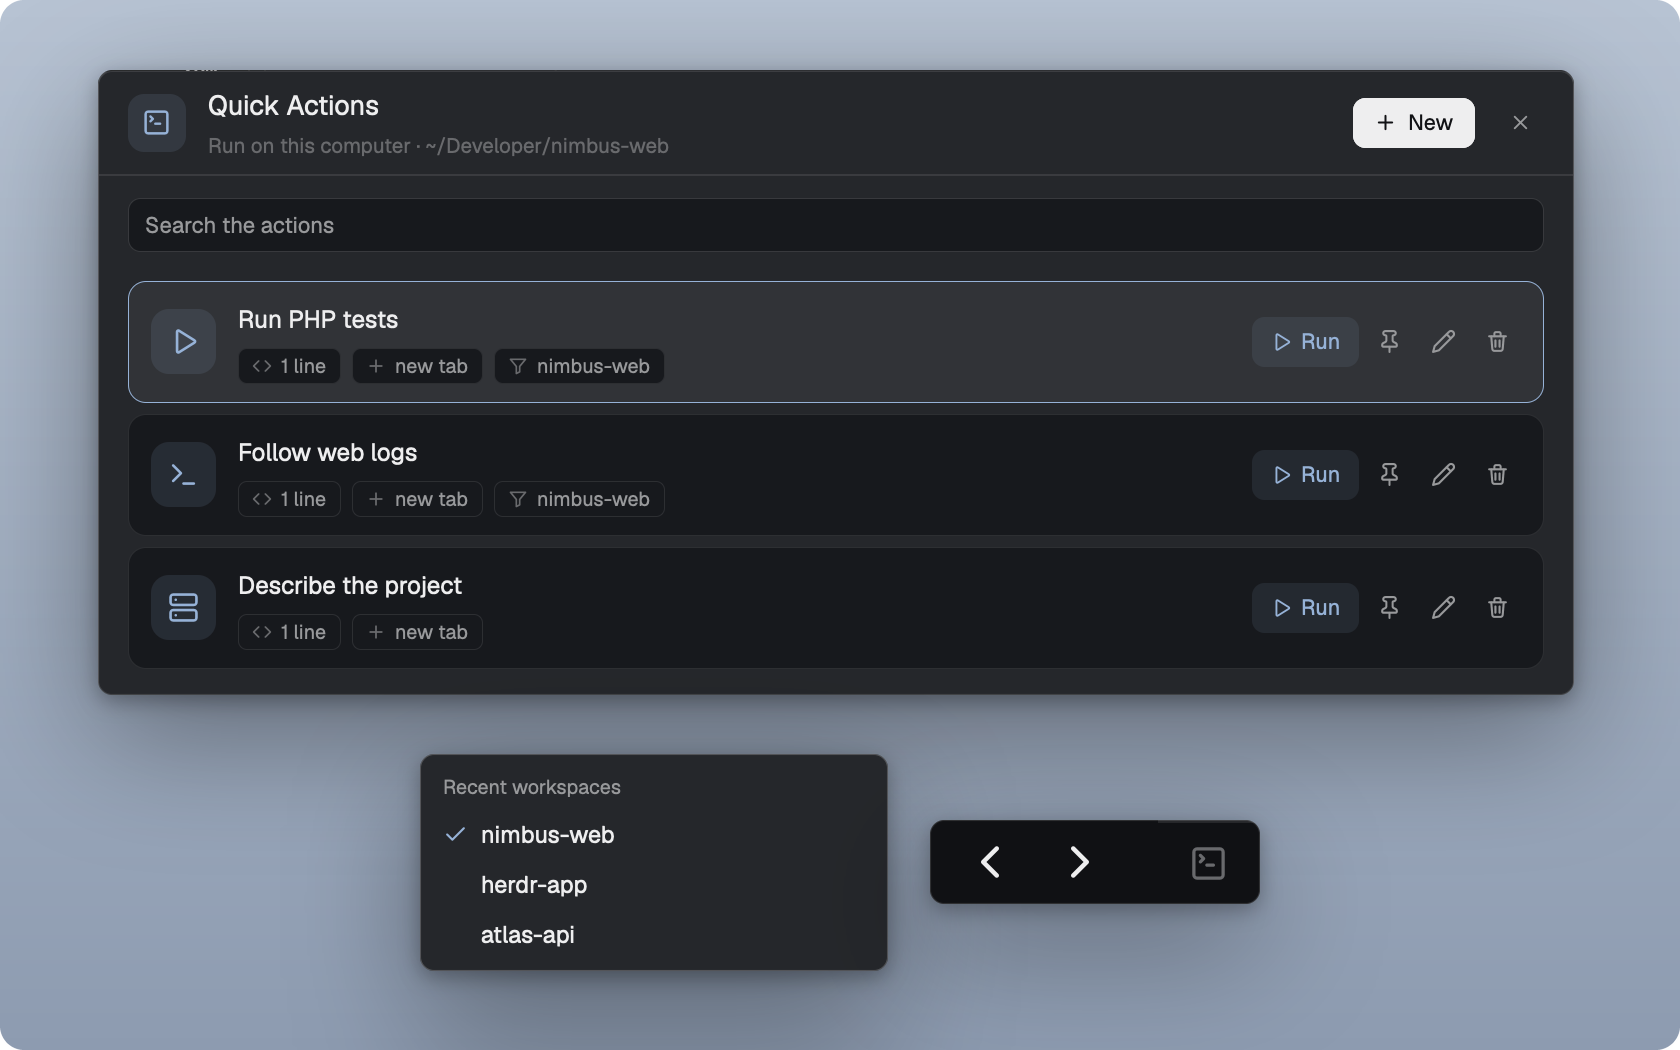 Quick Actions
Run on this computer · ~/Developer/nimbus-web
New
Search the actions
Run PHP tests
1 line
new tab
nimbus-web
Run
Follow web logs
1 line
new tab
nimbus-web
Run
Describe the project
1 line
new tab
Run
Recent workspaces
nimbus-web
herdr-app
atlas-api